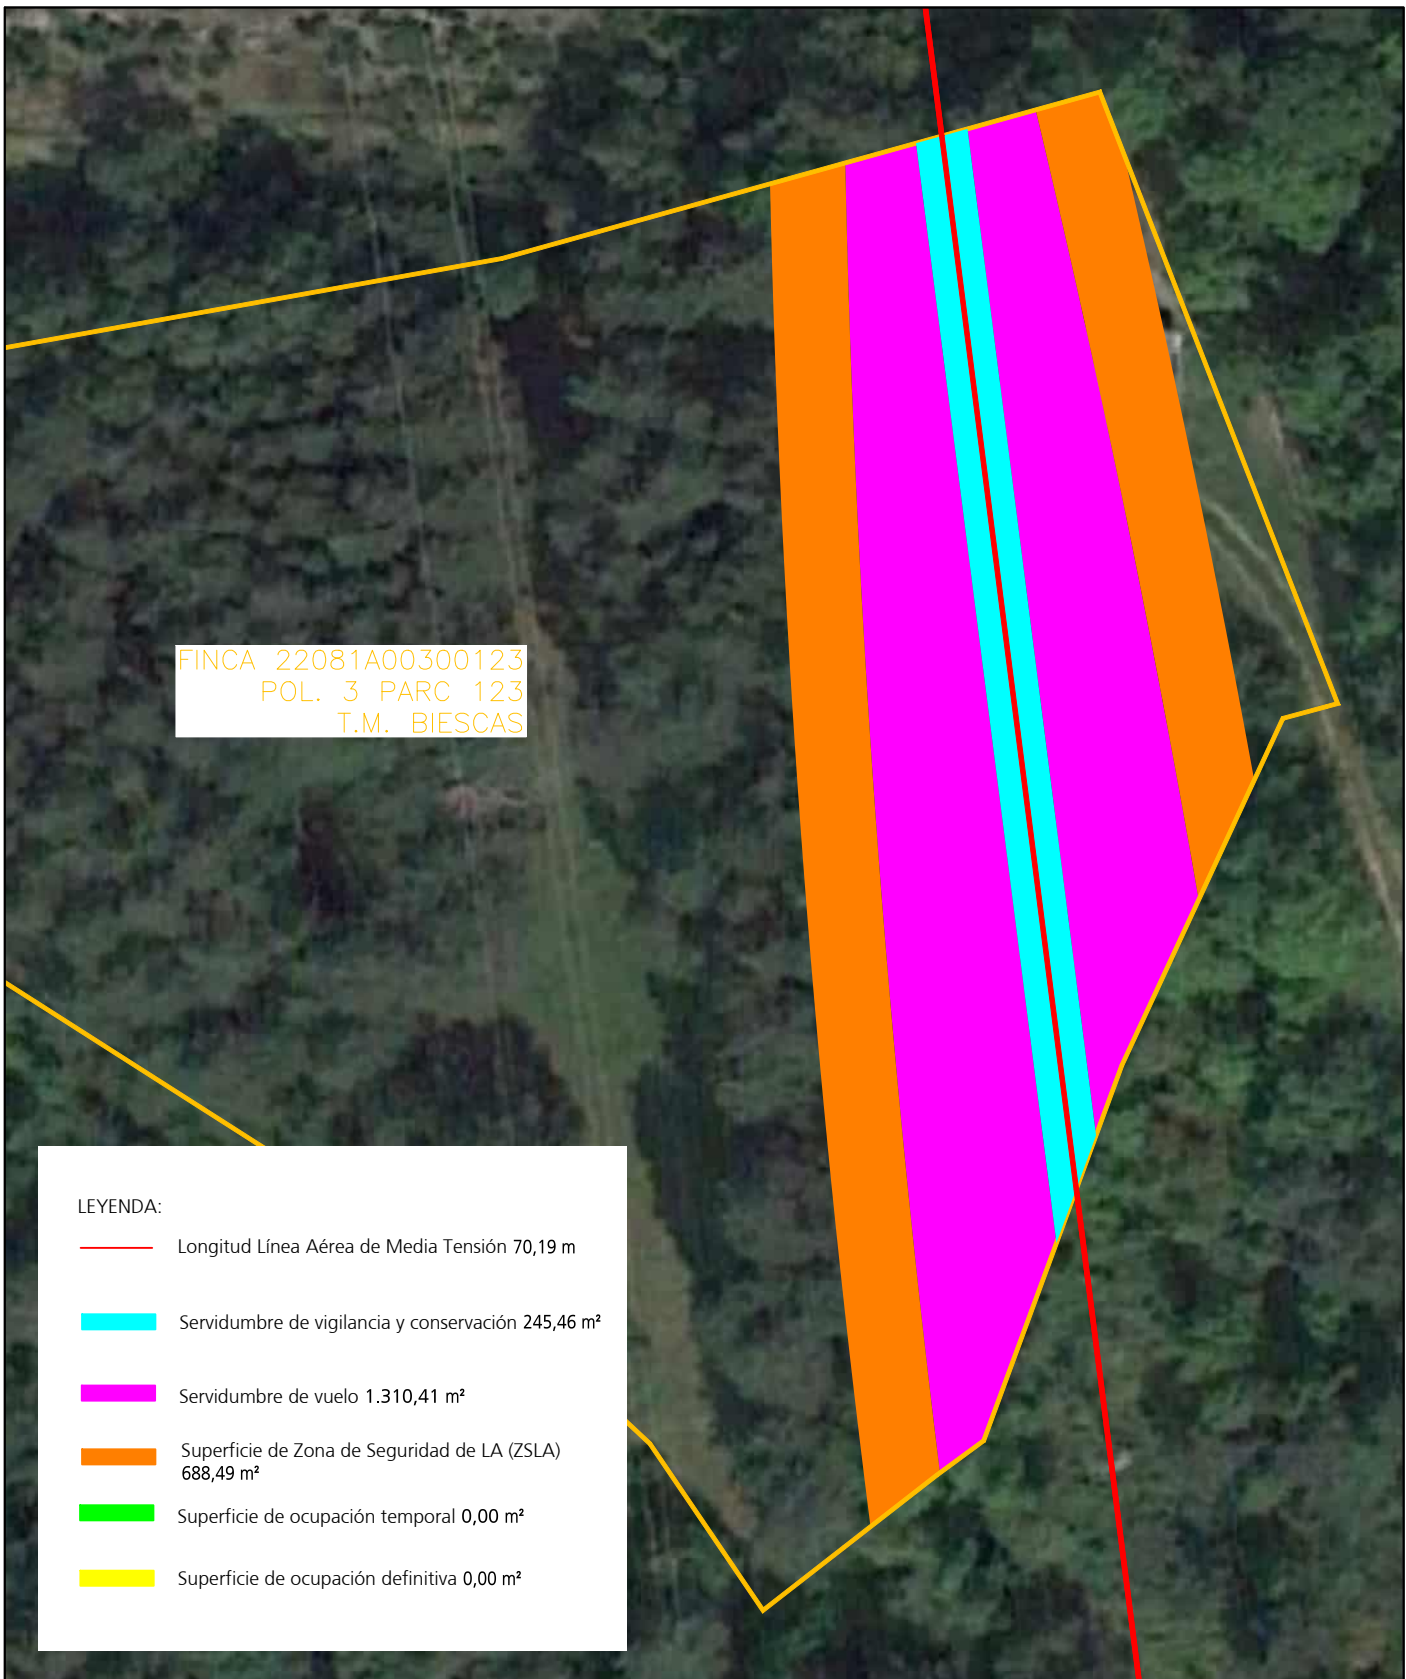 FINCA 22081A00300123
POL. 3 PARC 123
T.M. BIESCAS
LEYENDA:
Longitud Línea Aérea de Media Tensión 70,19 m
Servidumbre de vigilancia y conservación 245,46 m²
Servidumbre de vuelo 1.310,41 m²
Superficie de Zona de Seguridad de LA (ZSLA)
688,49 m²
Superficie de ocupación temporal 0,00 m²
Superficie de ocupación definitiva 0,00 m²